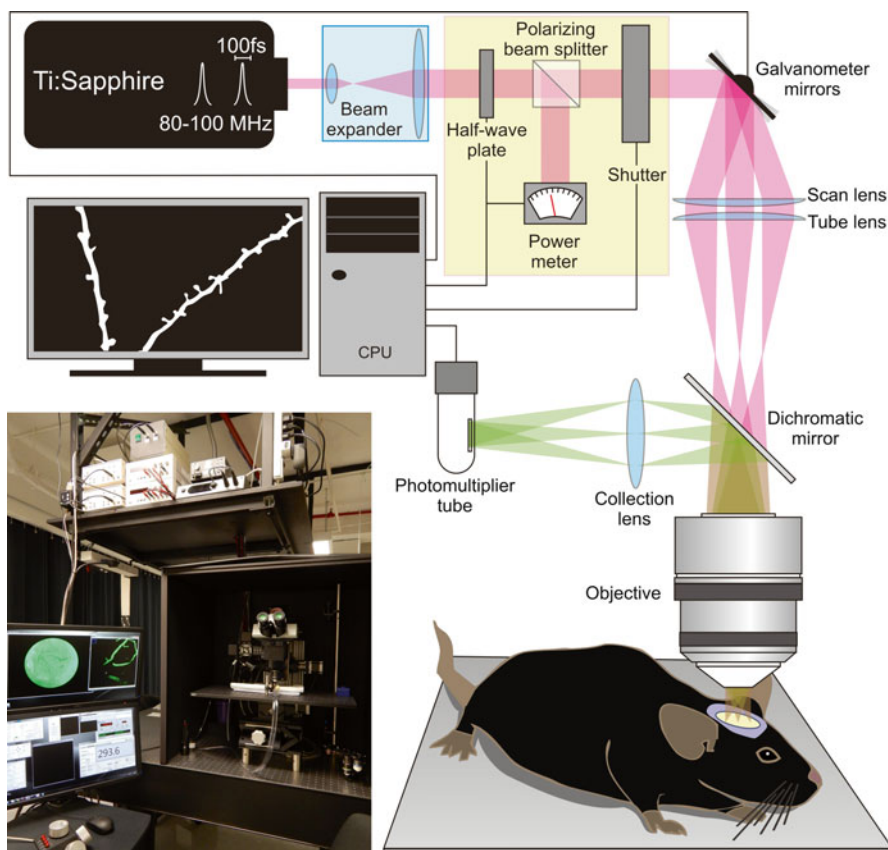 100fs
Ti:Sapphire
80-100 MHz
Beam
expander
Polarizing
beam splitter
Half-wave
plate
Shutter
Power
meter
Galvanometer
mirrors
Scan lens
Tube lens
CPU
Photomultiplier
tube
Collection
lens
Dichromatic
mirror
Objective
293.6